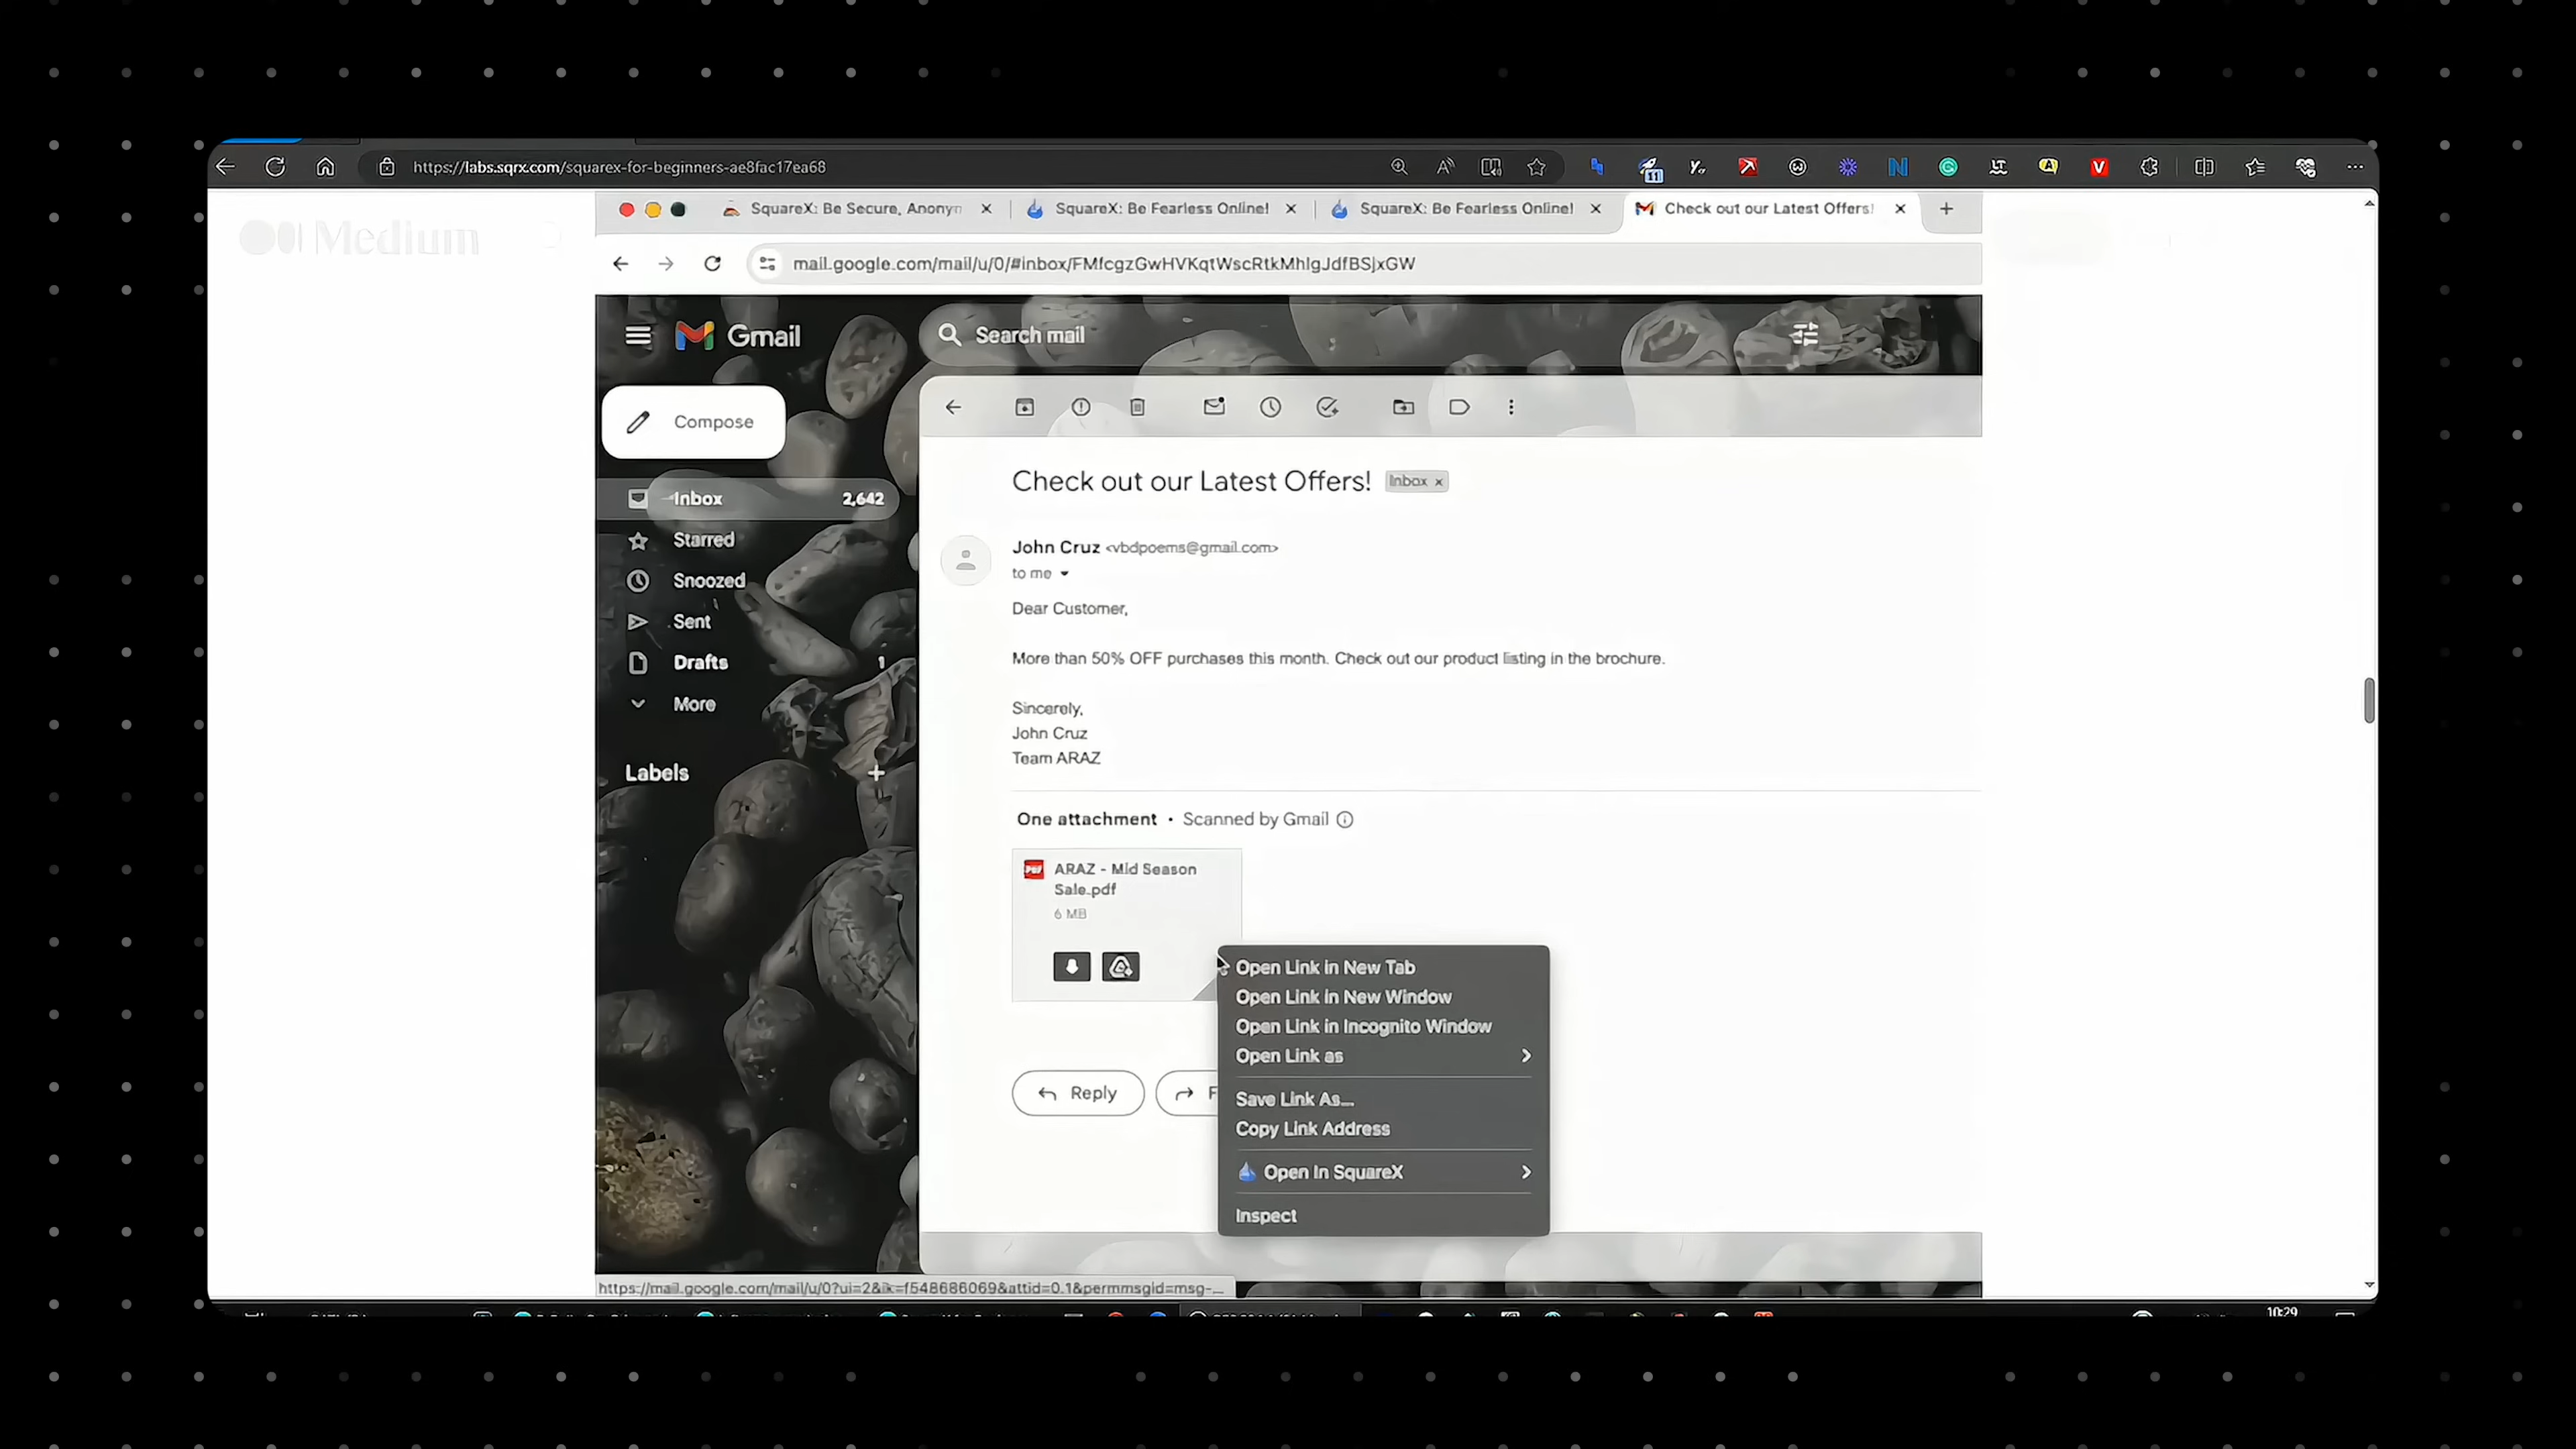 https://labs.sqrx.com/squarex-for-beginners-ae8fac17ea68
11
Medium
SquareX: Be Secure, Anonyn
SquareX: Be Fearless Online!
SquareX: Be Fearless Online!
Check out our Latest Offers!
mail.google.com/mail/u/0/#inbox/FMfcgzGwHVKqtWscRtkMhlgJdfBSjxGW
Gmail
Search mail
Compose
Inbox 2,642
Starred
Snoozed
Sent
Drafts 1
More
Labels
Check out our Latest Offers! Inbox x
John Cruz <vbdpoems@gmail.com>
to me
Dear Customer,
More than 50% OFF purchases this month. Check out our product listing in the brochure.
Sincerely,
John Cruz
Team ARAZ
One attachment • Scanned by Gmail
PDF ARAZ - Mid Season
Sale.pdf
6 MB
Open Link in New Tab
Open Link in New Window
Open Link in Incognito Window
Open Link as
Save Link As...
Copy Link Address
Open In SquareX
Inspect
Reply
F
https://mail.google.com/mail/u/0?ui=2&ik=f548686069&attid=0.1&permmsgid=msg-...
10:29